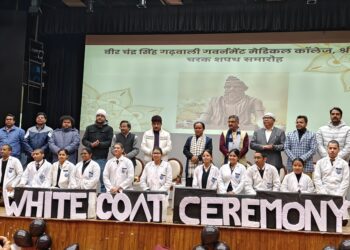 वीर चंद्र सिंह गढ़वाली गवर्नमेंट मेडिकल कॉलेज, श्री
चरक शपथ समारोह
WHITE COAT CEREMONY